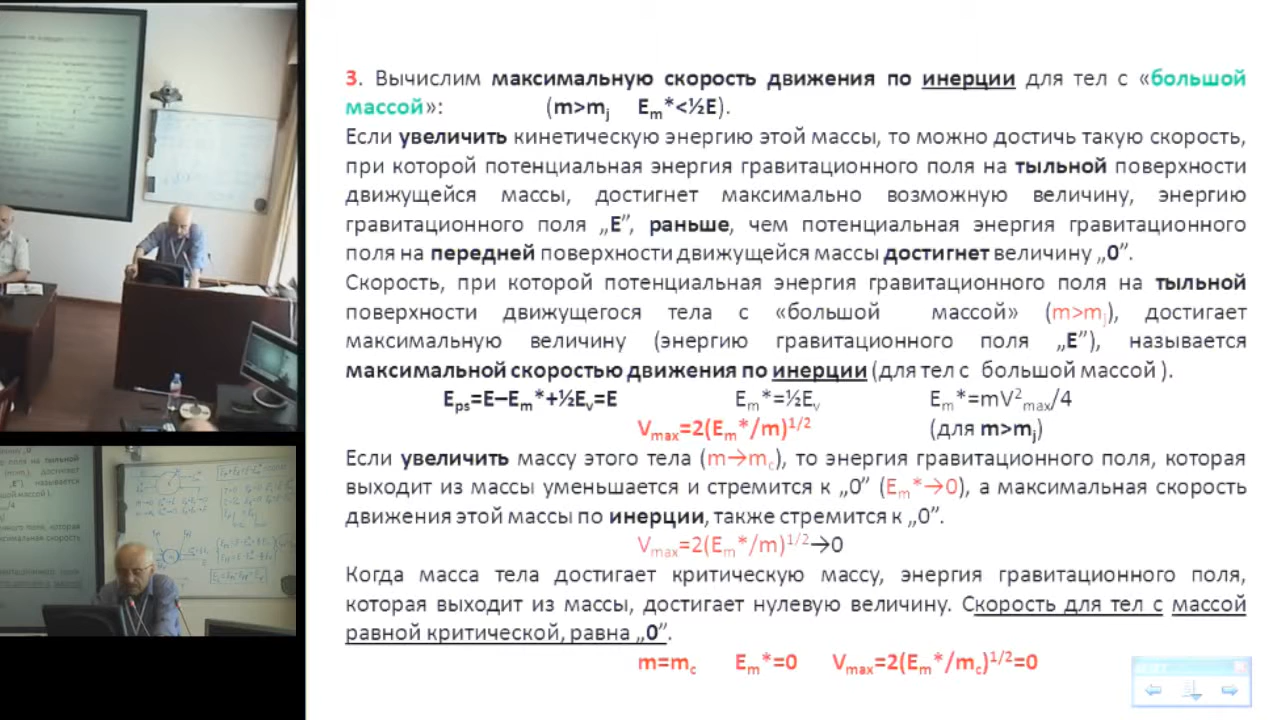 3. Вычислим максимальную скорость движения по инерции для тел с «большой
массой»: (m>mj Em*<½E).
Если увеличить кинетическую энергию этой массы, то можно достичь такую скорость,
при которой потенциальная энергия гравитационного поля на тыльной поверхности
движущейся массы, достигнет максимально возможную величину, энергию
гравитационного поля „E”, раньше, чем потенциальная энергия гравитационного
поля на передней поверхности движущейся массы достигнет величину „0”.
Скорость, при которой потенциальная энергия гравитационного поля на тыльной
поверхности движущегося тела с «большой массой» (m>mj), достигает
максимальную величину (энергию гравитационного поля „E”), называется
максимальной скоростью движения по инерции (для тел с большой массой ).
Eps=E–Em*+½Ev=E Em*=½Ev Em*=mV²max/4
Vmax=2(Em*/m)1/2 (для m>mj)
Если увеличить массу этого тела (m→mc), то энергия гравитационного поля, которая
выходит из массы уменьшается и стремится к „0” (Em*→0), а максимальная скорость
движения этой массы по инерции, также стремится к „0”.
Vmax=2(Em*/m)1/2→0
Когда масса тела достигает критическую массу, энергия гравитационного поля,
которая выходит из массы, достигает нулевую величину. Скорость для тел с массой
равной критической, равна „0”.
m=mc Em*=0 Vmax=2(Em*/mc)1/2=0